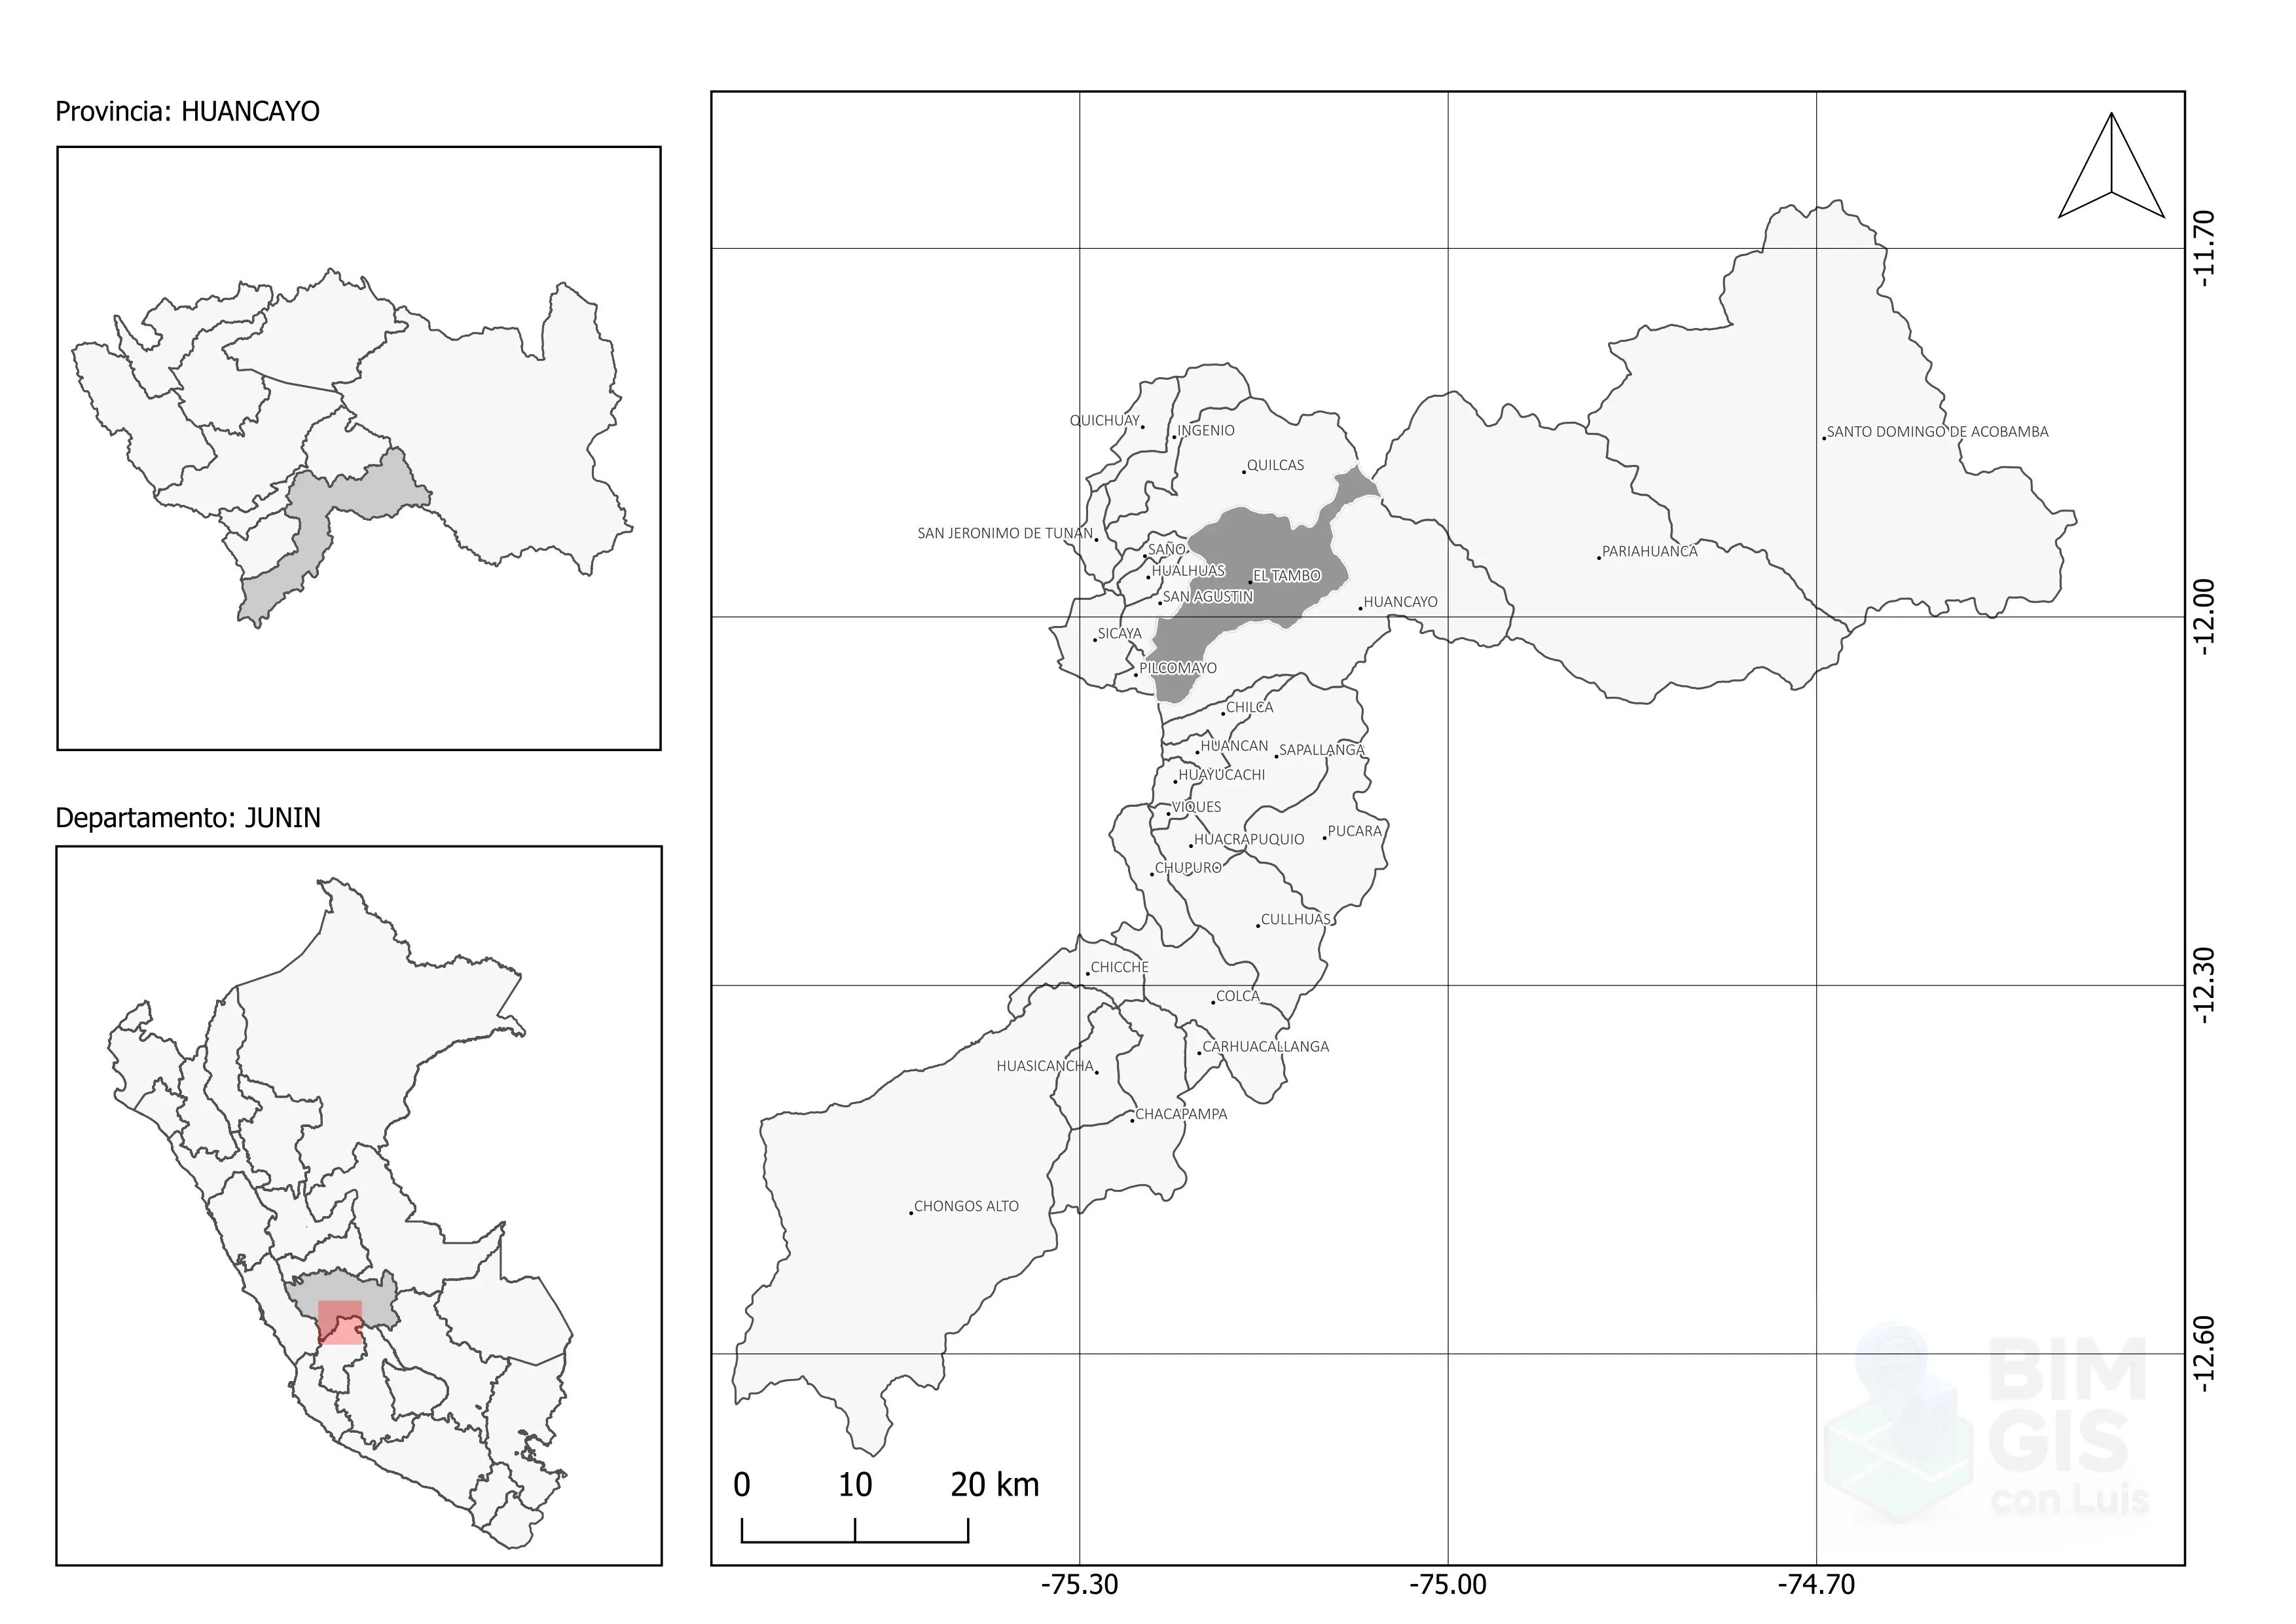 Provincia: HUANCAYO
Departamento: JUNIN
QUICHUAY
INGENIO
SANTO DOMINGO DE ACOBAMBA
QUILCAS
SAN JERONIMO DE TUNAN
SAÑO
PARIAHUANCA
HUALHUAS
EL TAMBO
SAN AGUSTIN
HUANCAYO
SICAYA
PILCOMAYO
CHILCA
HUANCAN
SAPALLANGA
HUAYUCACHI
VIQUES
PUCARA
HUACRAPUQUIO
CHUPURO
CULLHUAS
CHICCHE
COLCA
CARHUACALLANGA
HUASICANCHA
CHACAPAMPA
CHONGOS ALTO
0 10 20 km
-11.70
-12.00
-12.30
-12.60
-75.30 -75.00 -74.70
BIM
GIS
con Luis